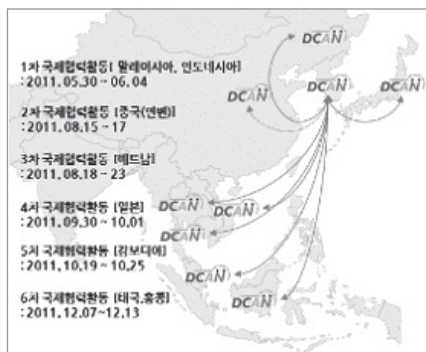 1차 국제협력활동[말레이시아, 인도네시아]
: 2011.05.30 ~ 06.04
2차 국제협력활동 [중국(연변)]
: 2011.08.15 ~ 17
3차 국제협력활동 [베트남]
: 2011.08.18 ~ 23
4차 국제협력활동 [일본]
: 2011.09.30 ~ 10.01
5차 국제협력활동 [캄보디아]
: 2011.10.19 ~ 10.25
6차 국제협력활동 [태국,홍콩]
: 2011.12.07~12.13
DCAN
DCAN
DCAN
DCAN
DCAN
DCAN
DCAN
DCAN
DCAN